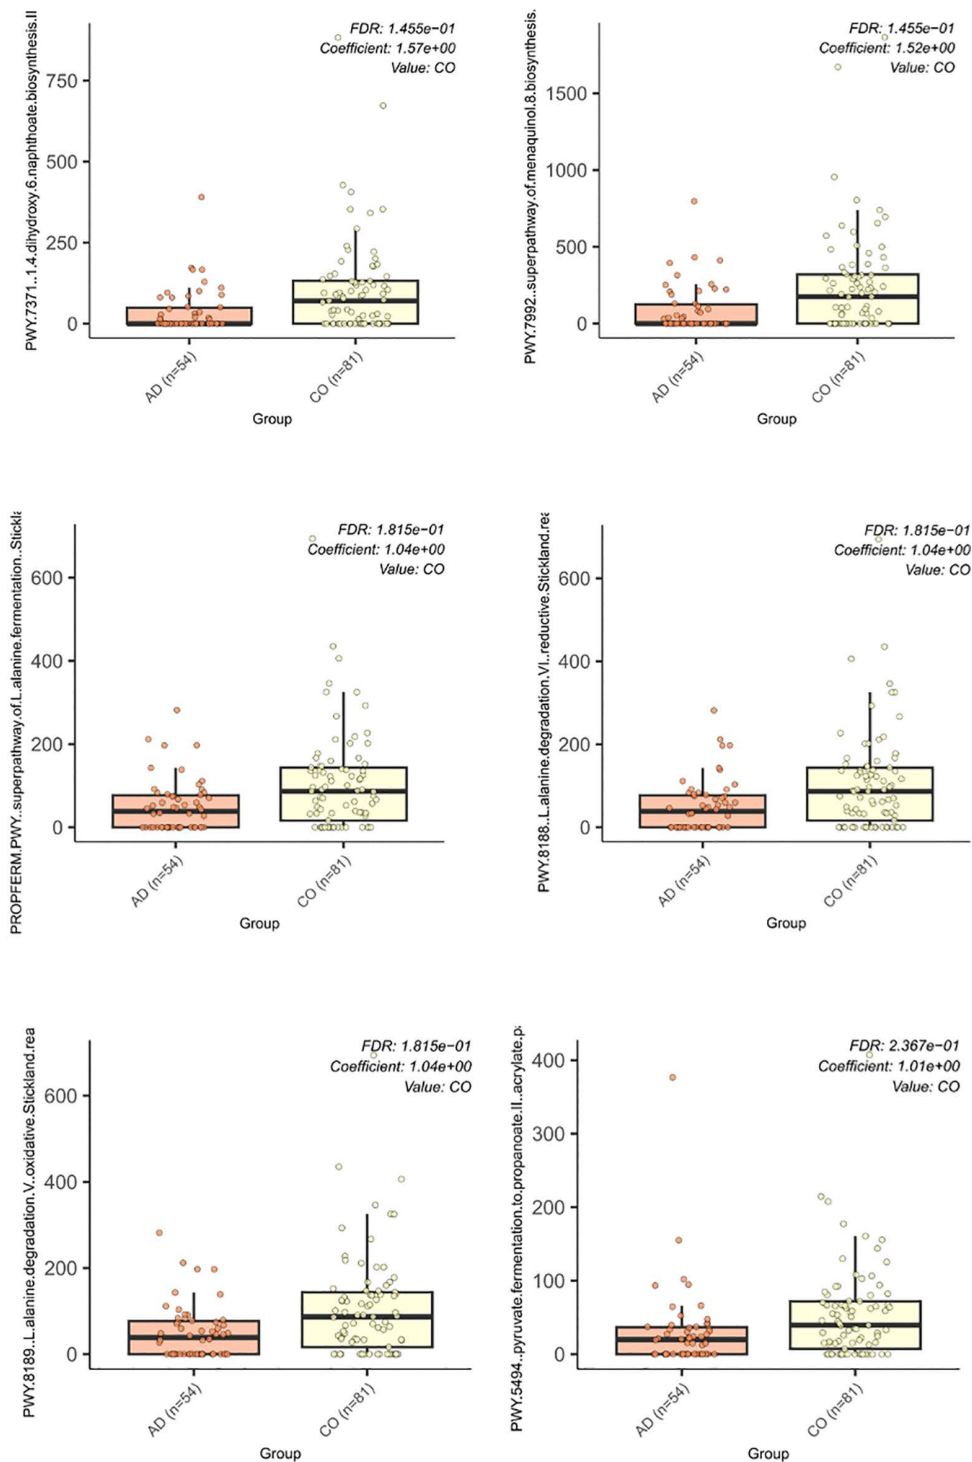 PWY.7371..1.4.dihydroxy.6.naphthoate.biosynthesis.II
FDR: 1.455e−01
Coefficient: 1.57e+00
Value: CO
750
500
250
0
AD (n=54)
CO (n=81)
Group
PWY.7992..superpathway.of.menaquinol.8.biosynthesis.
FDR: 1.455e−01
Coefficient: 1.52e+00
Value: CO
1500
1000
500
0
AD (n=54)
CO (n=81)
Group
PROPFERM.PWY..superpathway.of.L.alanine.fermentation..Stickla
FDR: 1.815e−01
Coefficient: 1.04e+00
Value: CO
600
400
200
0
AD (n=54)
CO (n=81)
Group
PWY.8188..L.alanine.degradation.VI..reductive.Stickland.rea
FDR: 1.815e−01
Coefficient: 1.04e+00
Value: CO
600
400
200
0
AD (n=54)
CO (n=81)
Group
PWY.8189..L.alanine.degradation.V..oxidative.Stickland.rea
FDR: 1.815e−01
Coefficient: 1.04e+00
Value: CO
600
400
200
0
AD (n=54)
CO (n=81)
Group
PWY.5494..pyruvate.fermentation.to.propanoate.II..acrylate.p
FDR: 2.367e−01
Coefficient: 1.01e+00
Value: CO
400
300
200
100
0
AD (n=54)
CO (n=81)
Group